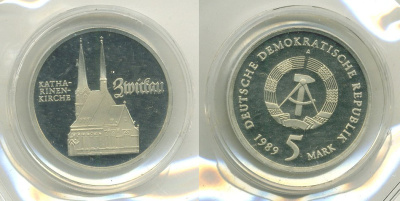 KATHA-
RINEN-
KIRCHE
Zwickau
DEUTSCHE DEMOKRATISCHE REPUBLIK
A
1989 5 MARK